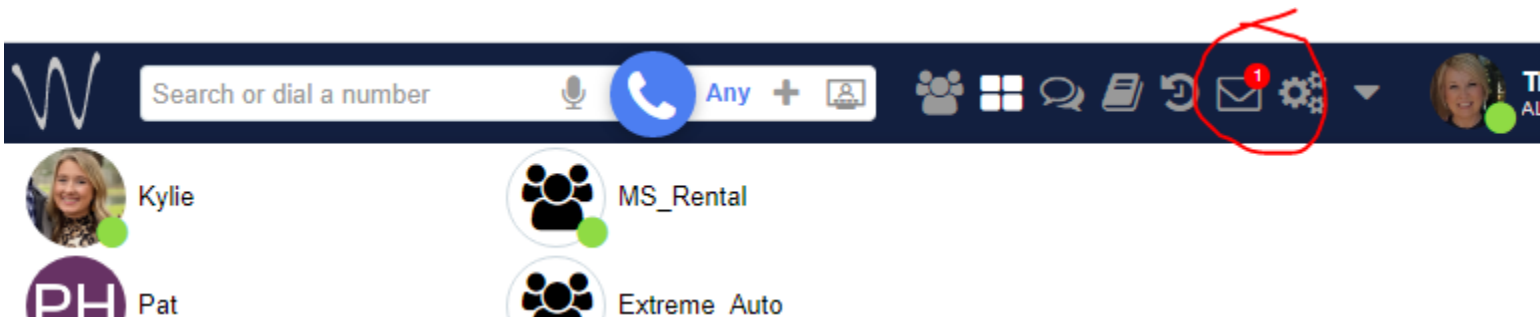 W
Search or dial a number
Any
1
Kylie
MS_Rental
PH
Pat
Extreme_Auto